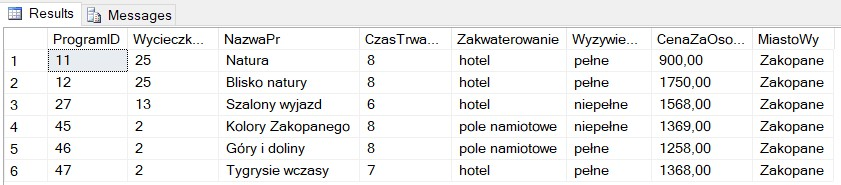 Results Messages
ProgramID Wycieczk... NazwaPr CzasTrwa... Zakwaterowanie Wyzywie... CenaZaOso... MiastoWy
1 11 25 Natura 8 hotel pełne 900,00 Zakopane
2 12 25 Blisko natury 8 hotel pełne 1750,00 Zakopane
3 27 13 Szalony wyjazd 6 hotel niepełne 1568,00 Zakopane
4 45 2 Kolory Zakopanego 8 pole namiotowe niepełne 1369,00 Zakopane
5 46 2 Góry i doliny 8 pole namiotowe pełne 1258,00 Zakopane
6 47 2 Tygrysie wczasy 7 hotel pełne 1368,00 Zakopane